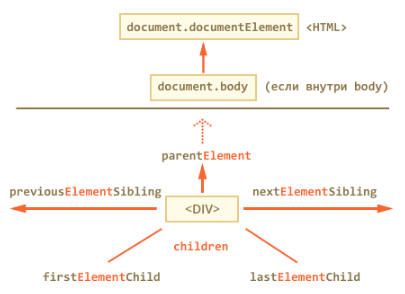 document.documentElement <HTML>
document.body (если внутри body)
parentElement
previousElementSibling nextElementSibling
<DIV>
children
firstElementChild lastElementChild